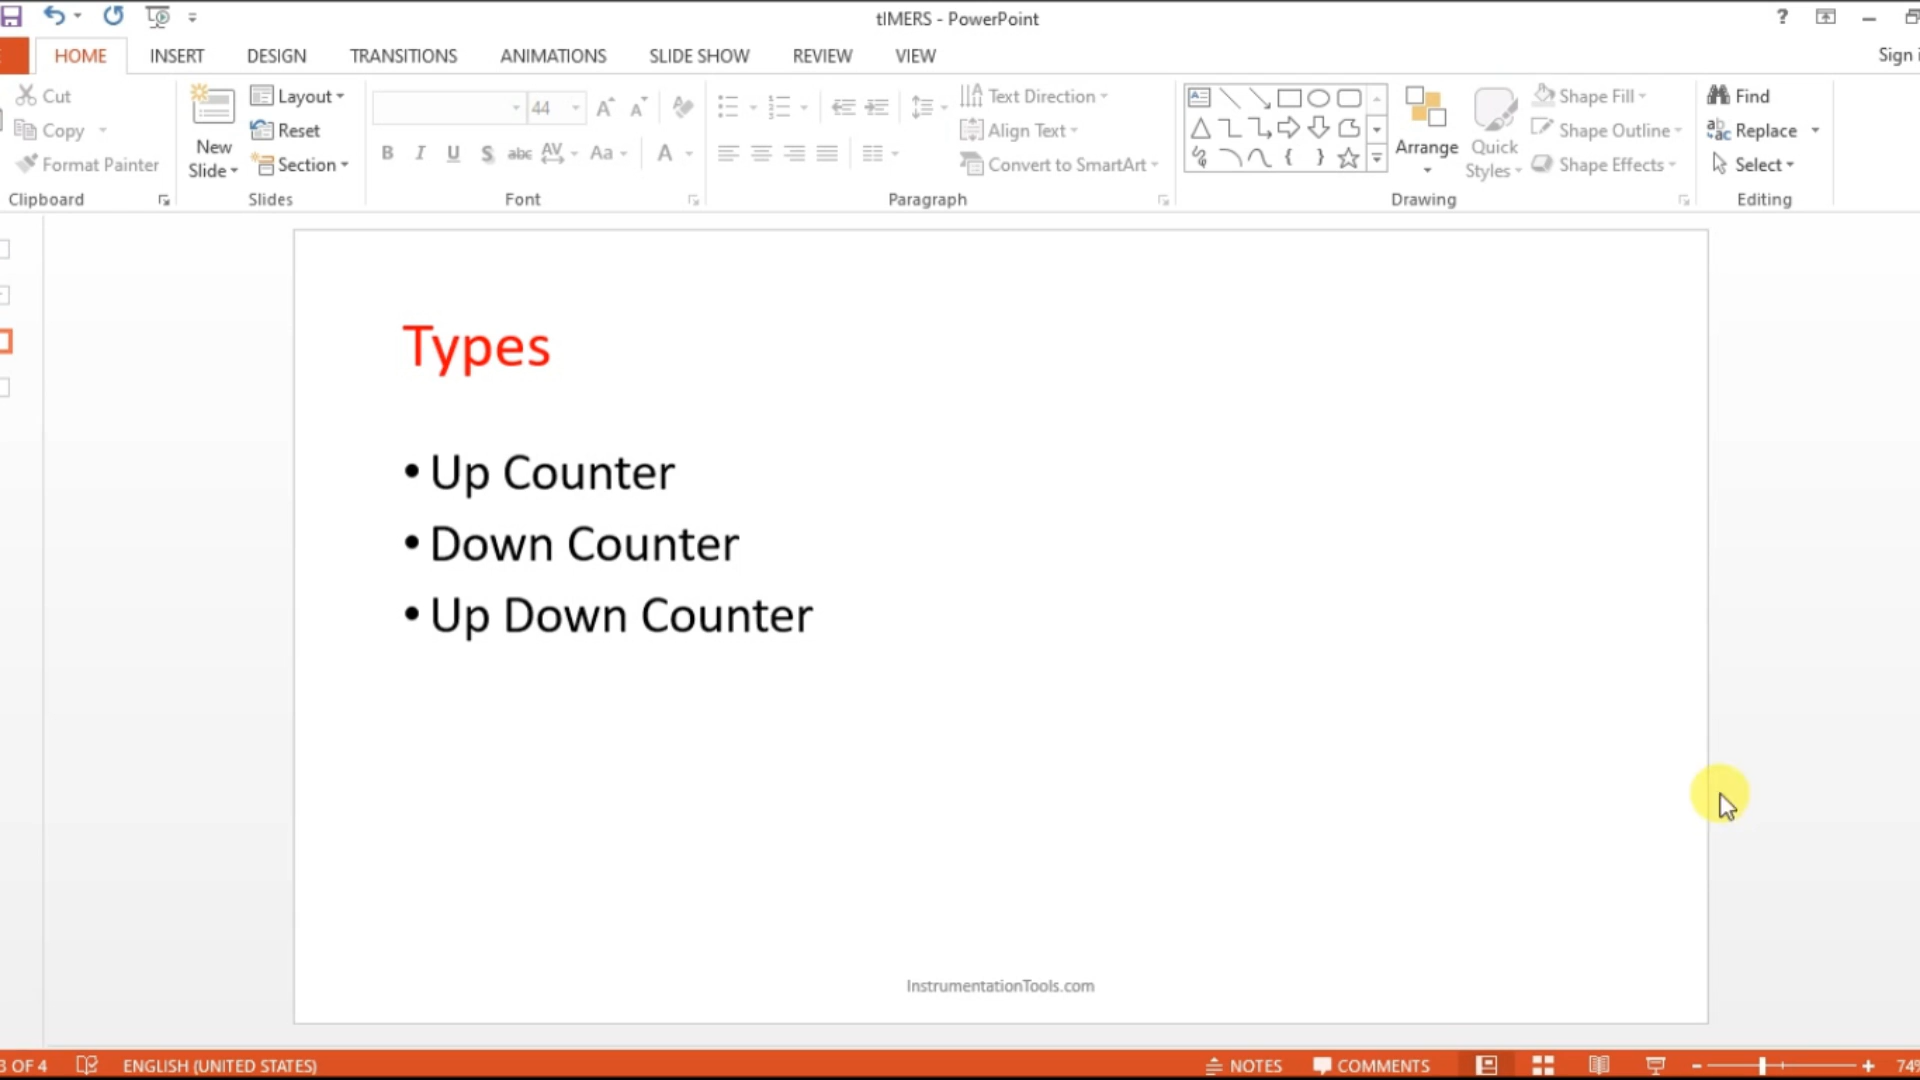 tIMERS - PowerPoint
HOME INSERT DESIGN TRANSITIONS ANIMATIONS SLIDE SHOW REVIEW VIEW Sign
Cut
Copy
Format Painter
Clipboard
New
Slide
Layout
Reset
Section
Slides
44
Font
Text Direction
Align Text
Convert to SmartArt
Paragraph
Arrange
Quick
Styles
Shape Fill
Shape Outline
Shape Effects
Drawing
Find
Replace
Select
Editing
Types
• Up Counter
• Down Counter
• Up Down Counter
InstrumentationTools.com
3 OF 4 ENGLISH (UNITED STATES) NOTES COMMENTS 74%